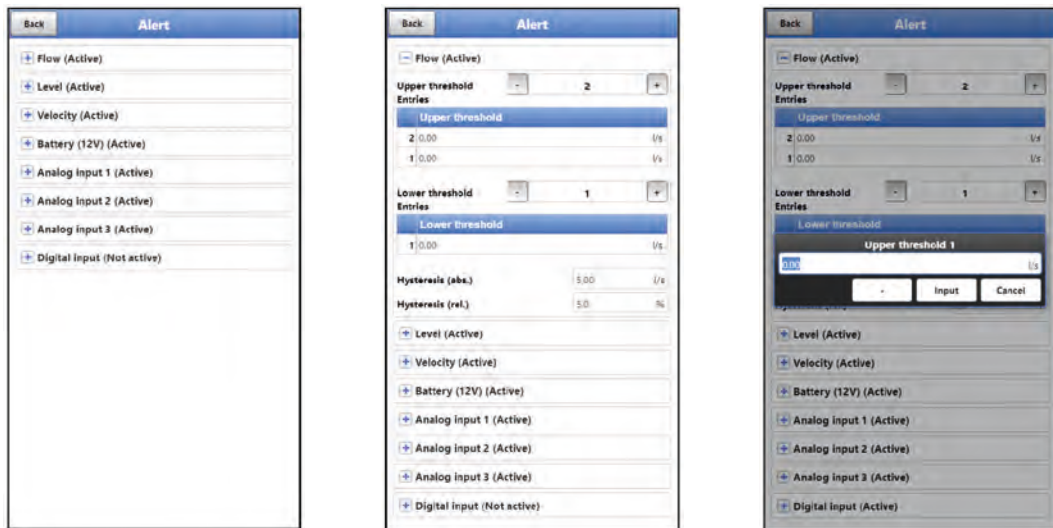 Back Alert
Flow (Active)
Level (Active)
Velocity (Active)
Battery (12V) (Active)
Analog input 1 (Active)
Analog input 2 (Active)
Analog input 3 (Active)
Digital input (Not active)
Back Alert
Flow (Active)
Upper threshold - 2 +
Entries
Upper threshold
2 0.00 l/s
1 0.00 l/s
Lower threshold - 1 +
Entries
Lower threshold
1 0.00 l/s
Hysteresis (abs.) 5.00 l/s
Hysteresis (rel.) 5.0 %
Level (Active)
Velocity (Active)
Battery (12V) (Active)
Analog input 1 (Active)
Analog input 2 (Active)
Analog input 3 (Active)
Digital input (Not active)
Back Alert
Flow (Active)
Upper threshold - 2 +
Entries
Upper threshold
2 0.00 l/s
1 0.00 l/s
Lower threshold - 1 +
Entries
Lower threshold
Upper threshold 1
0.00 l/s
- Input Cancel
Level (Active)
Velocity (Active)
Battery (12V) (Active)
Analog input 1 (Active)
Analog input 2 (Active)
Analog input 3 (Active)
Digital input (Active)